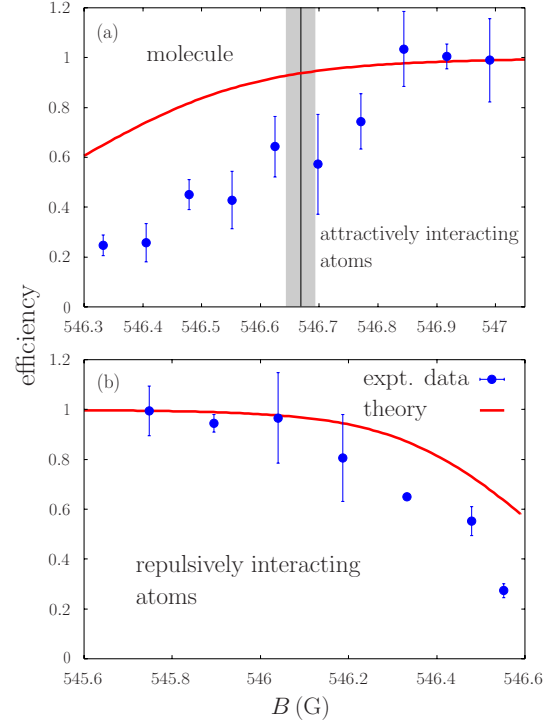 1.2
(a)
1
molecule
0.8
0.6
0.4
attractively interacting
0.2
atoms
0
546.3 546.4 546.5 546.6 546.7 546.8 546.9 547
efficiency
1.2
(b)
expt. data
1
theory
0.8
0.6
0.4
repulsively interacting
0.2
atoms
0
545.6 545.8 546 546.2 546.4 546.6
B (G)